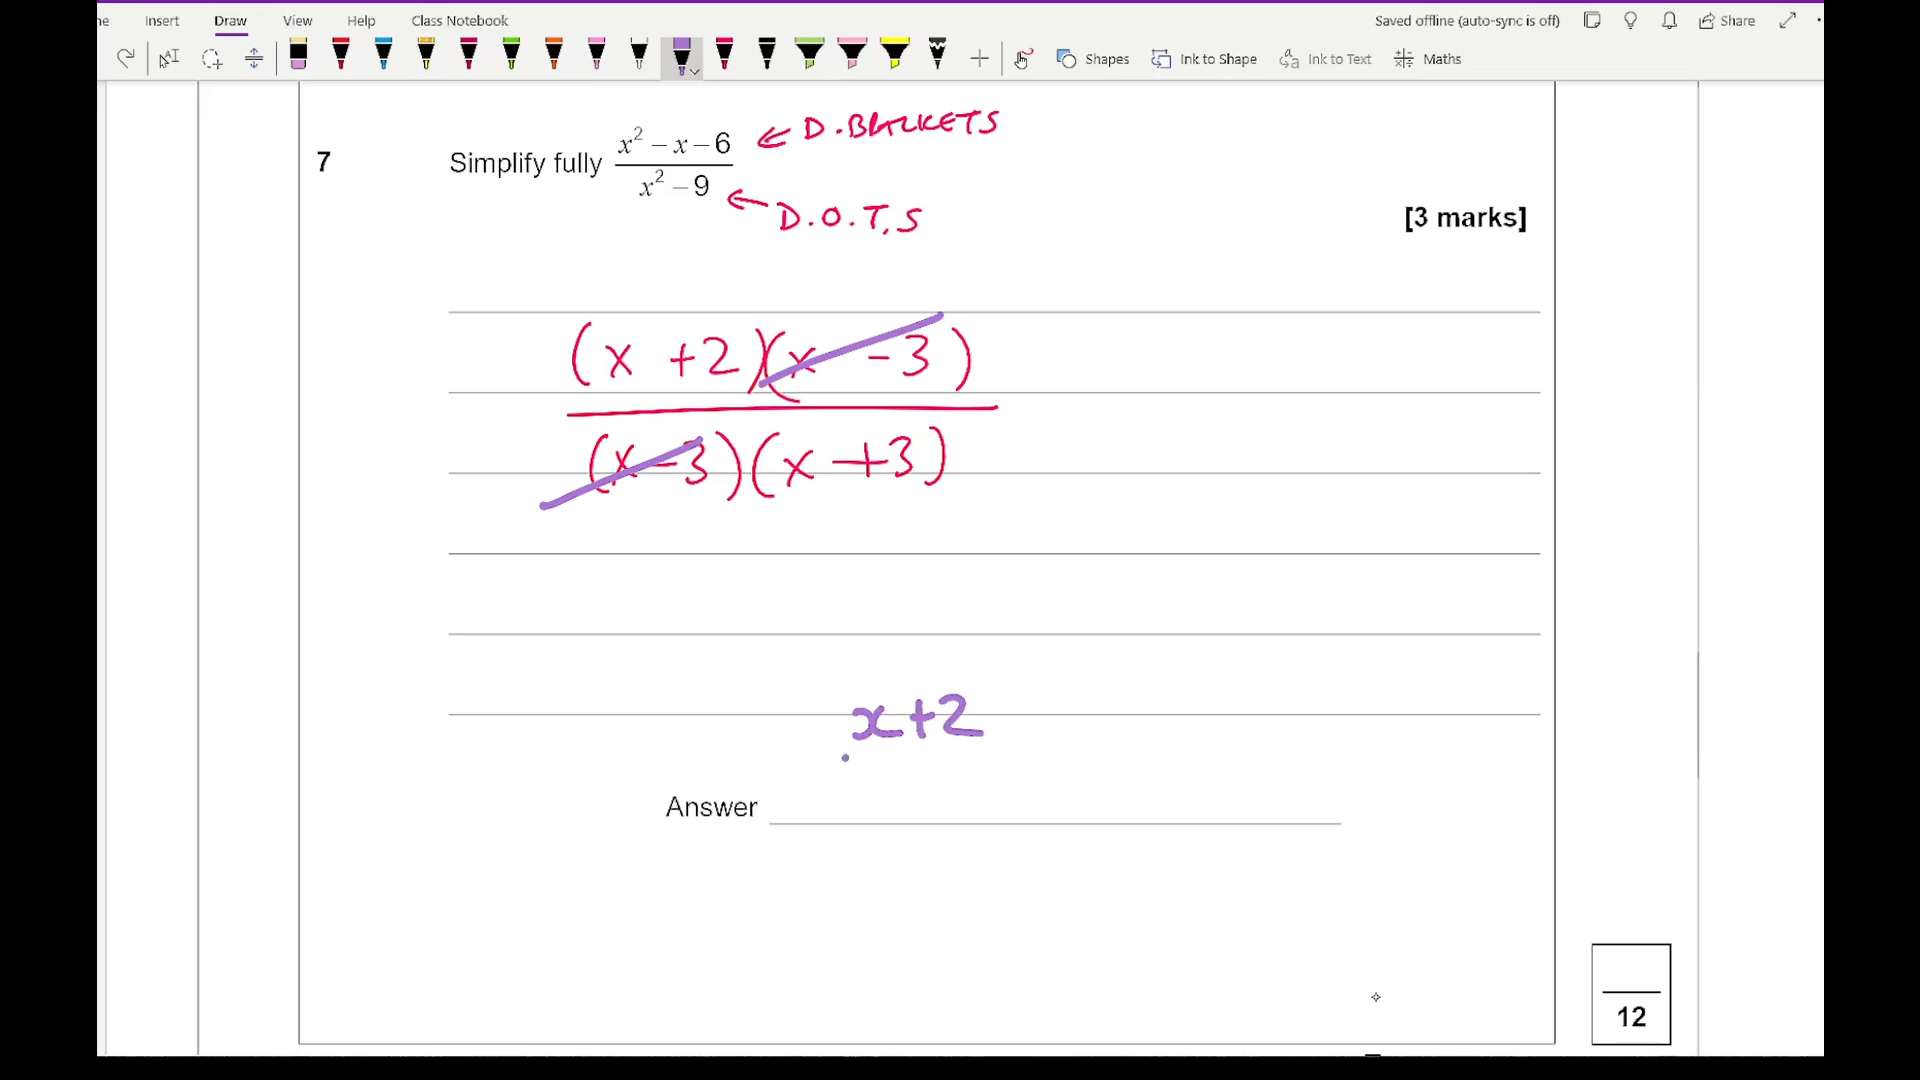 ne Insert Draw View Help Class Notebook Saved offline (auto-sync is off) Share
Ink to Shape Ink to Text Shapes Maths
7 Simplify fully x² − x − 6 / x² − 9
← D. BRACKETS
← D.O.T.S
[3 marks]
(x +2)(x −3)
(x−3)(x +3)
x+2
Answer
12